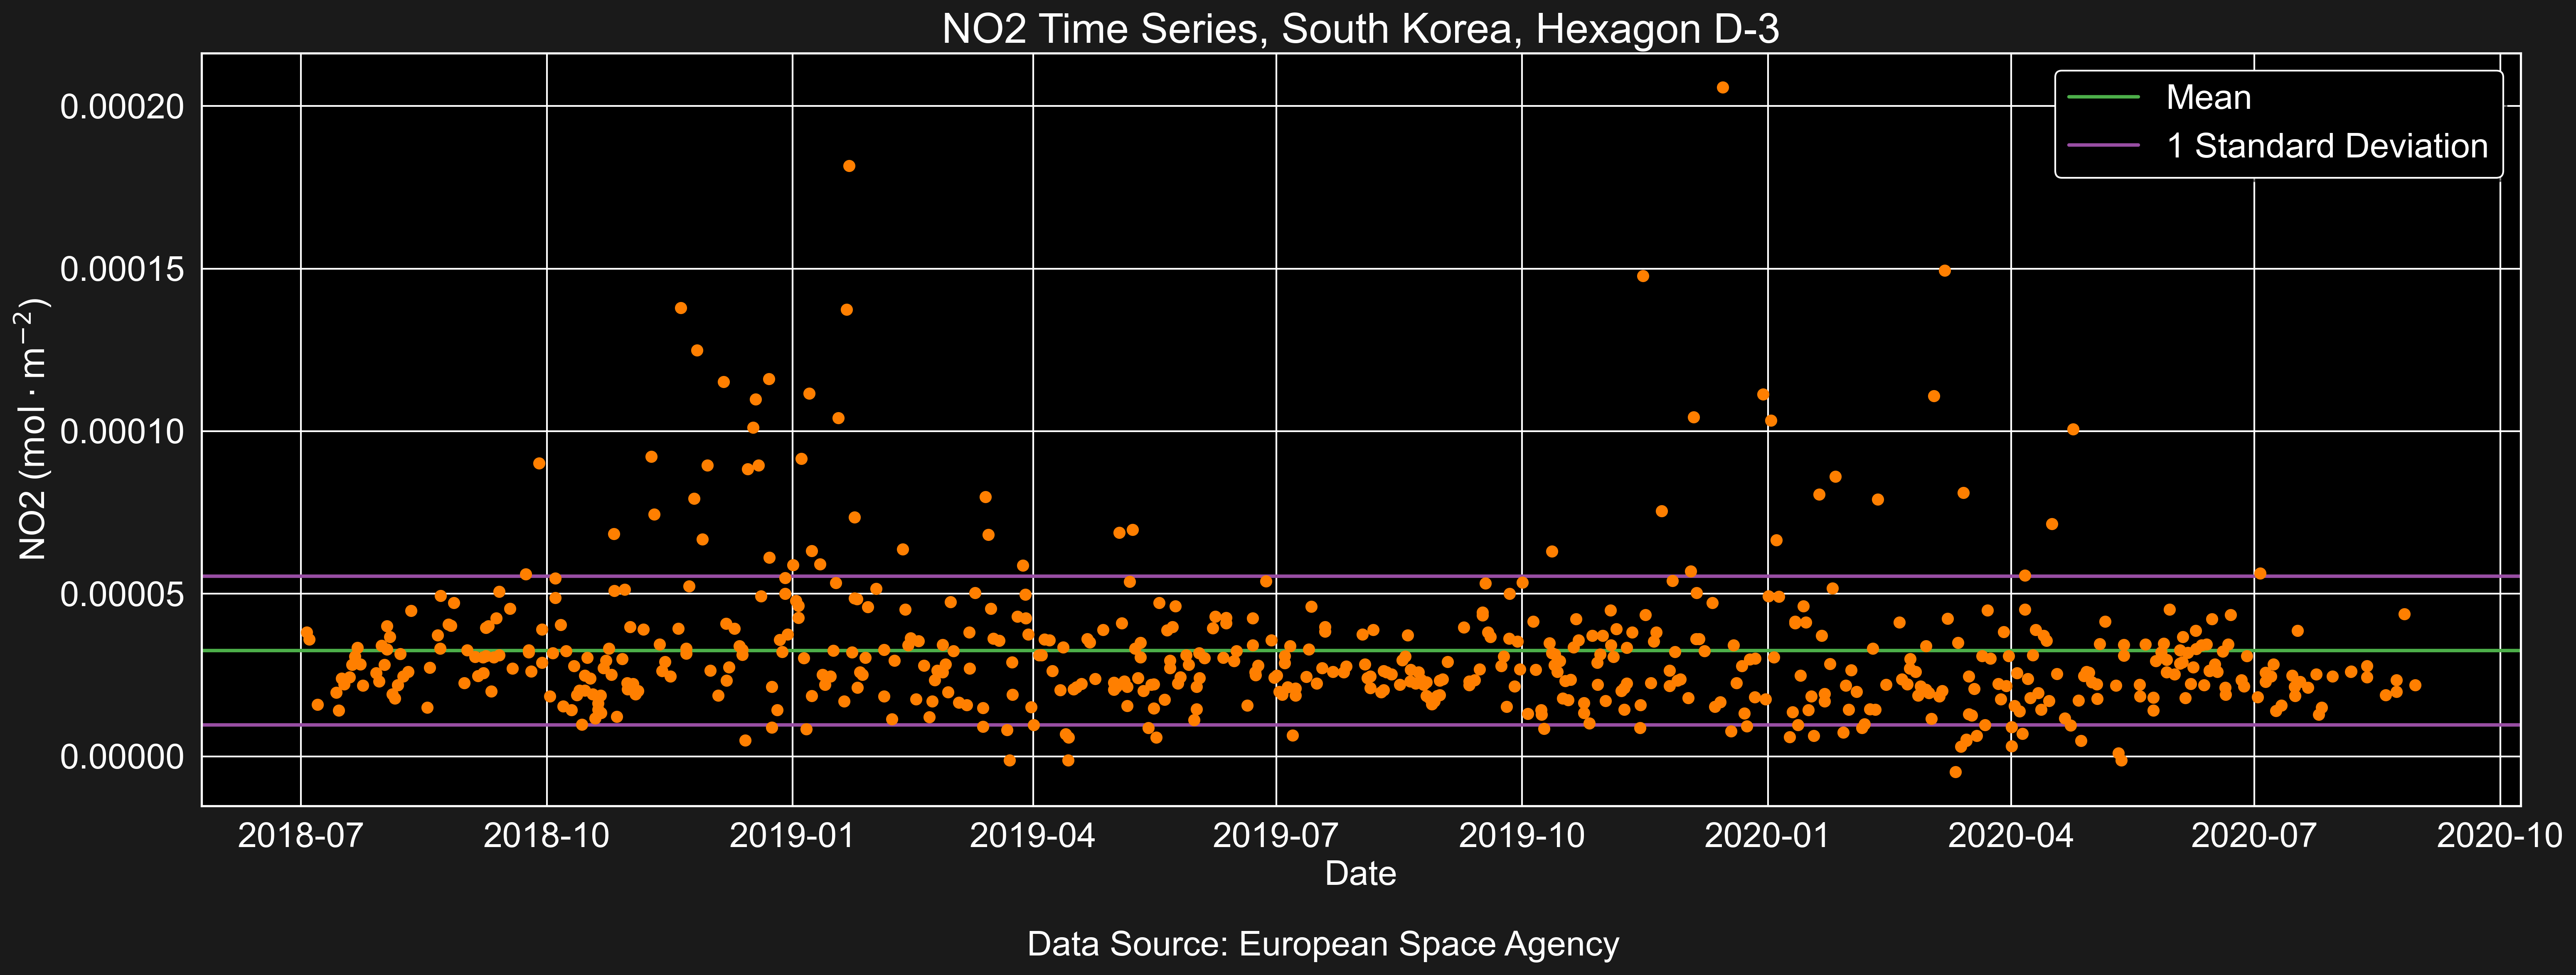 NO2 Time Series, South Korea, Hexagon D-3
Mean
1 Standard Deviation
0.00020
0.00015
0.00010
0.00005
0.00000
NO2 (mol · m⁻²)
2018-07 2018-10 2019-01 2019-04 2019-07 2019-10 2020-01 2020-04 2020-07 2020-10
Date
Data Source: European Space Agency